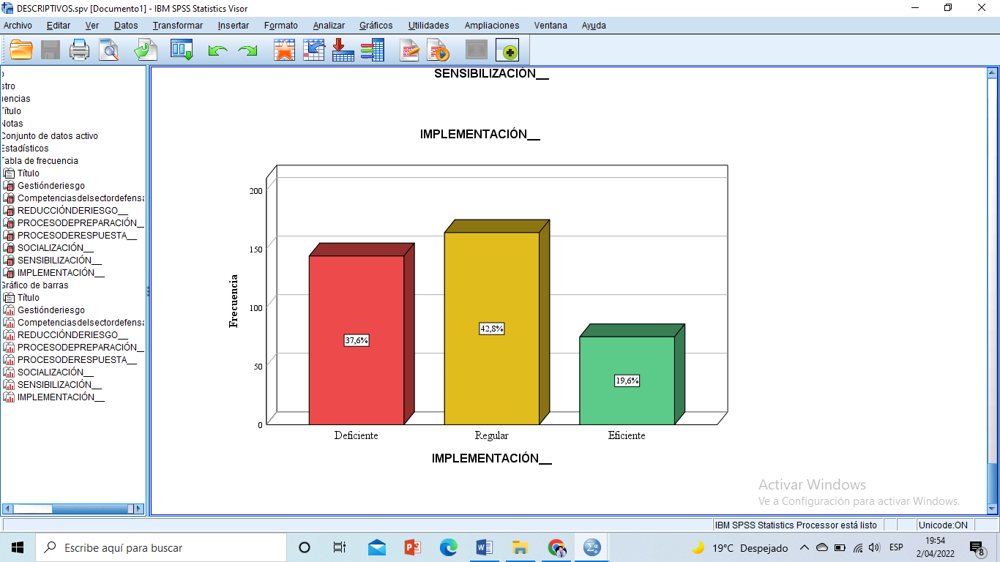 DESCRIPTIVOS.spv [Documento1] - IBM SPSS Statistics Visor
Archivo Editar Ver Datos Transformar Insertar Formato Analizar Gráficos Utilidades Ampliaciones Ventana Ayuda
stro
uencias
Título
Notas
Conjunto de datos activo
Estadísticos
Tabla de frecuencia
Título
Gestiónderiesgo
Competenciasdelsectordefensa
REDUCCIÓNDERIESGO__
PROCESODEPREPARACIÓN__
PROCESODERESPUESTA__
SOCIALIZACIÓN__
SENSIBILIZACIÓN__
IMPLEMENTACIÓN__
Gráfico de barras
Título
Gestiónderiesgo
Competenciasdelsectordefensa
REDUCCIÓNDERIESGO__
PROCESODEPREPARACIÓN__
PROCESODERESPUESTA__
SOCIALIZACIÓN__
SENSIBILIZACIÓN__
IMPLEMENTACIÓN__
SENSIBILIZACIÓN__
IMPLEMENTACIÓN__
200
150
100
50
0
Frecuencia
37,6%
42,8%
19,6%
Deficiente Regular Eficiente
IMPLEMENTACIÓN__
Activar Windows
Ve a Configuración para activar Windows.
IBM SPSS Statistics Processor está listo Unicode:ON
Escribe aquí para buscar
19°C Despejado
ESP
19:54
2/04/2022
8